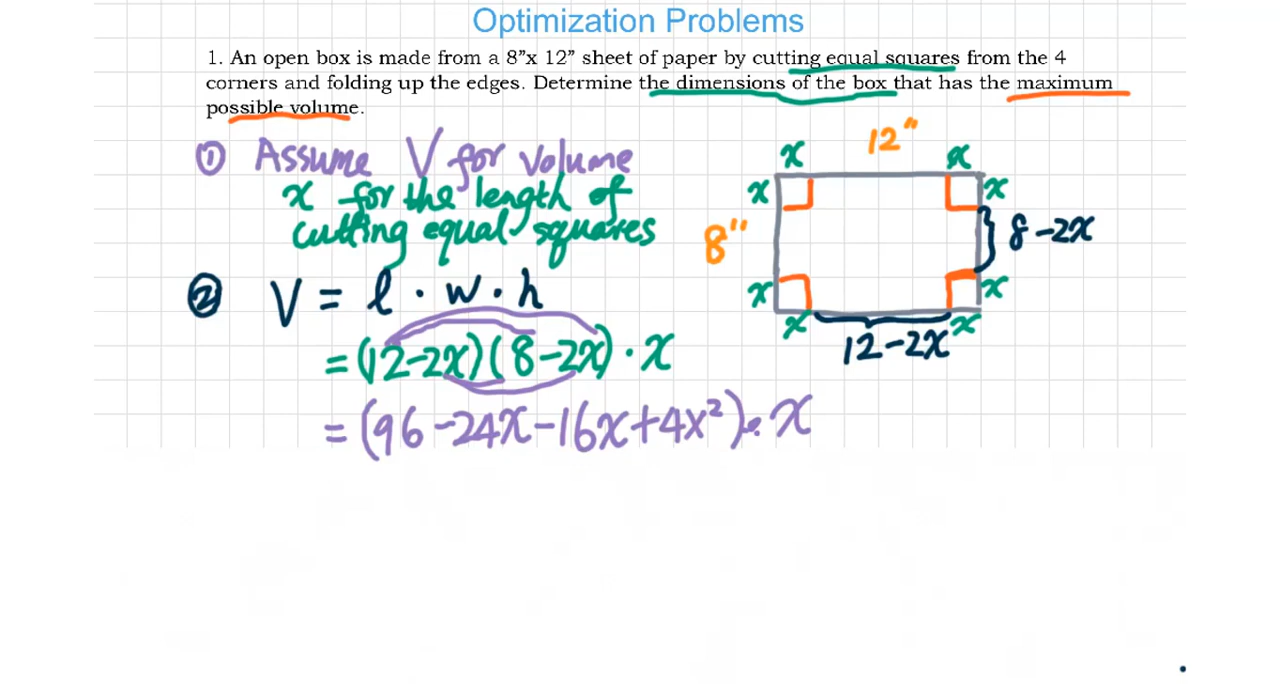 Optimization Problems
1. An open box is made from a 8”x 12” sheet of paper by cutting equal squares from the 4
corners and folding up the edges. Determine the dimensions of the box that has the maximum
possible volume.
① Assume V for volume
x for the length of
cutting equal squares
② V = l · w · h
= (12-2x)(8-2x) · x
= (96-24x-16x+4x²) · x
x 12" x
x x
8" 8-2x
x x
x 12-2x x